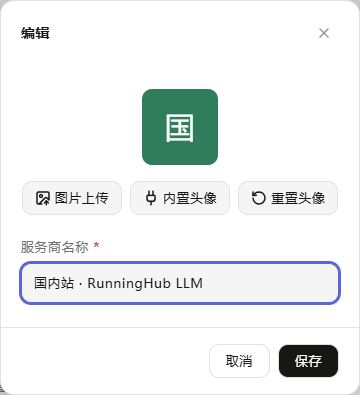 编辑
国
图片上传 内置头像 重置头像
服务商名称 *
国内站 · RunningHub LLM
取消 保存